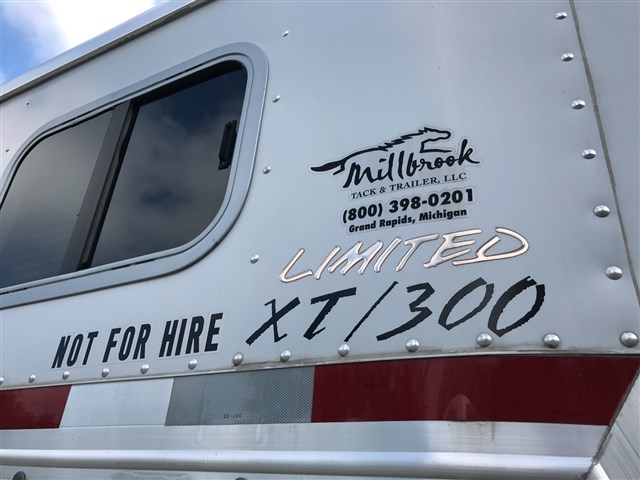 Millbrook
TACK & TRAILER, LLC
(800) 398-0201
Grand Rapids, Michigan
LIMITED
XT/300
NOT FOR HIRE